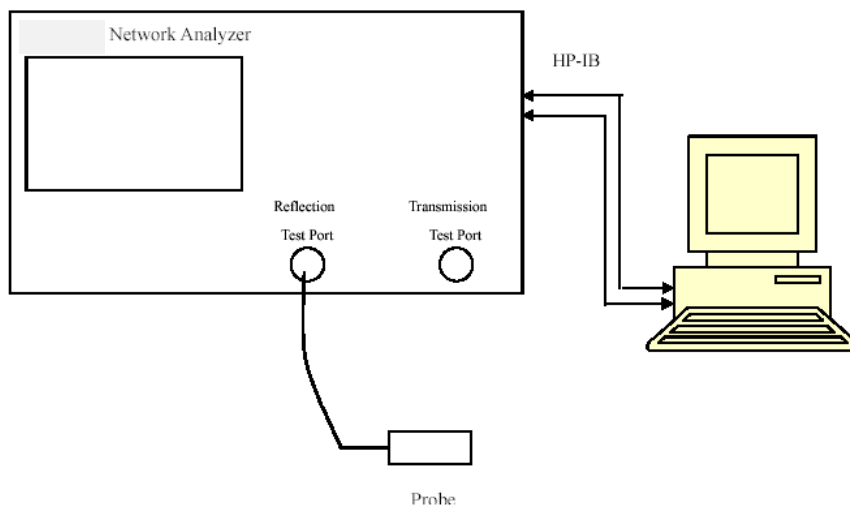 Network Analyzer
HP-IB
Reflection
Test Port
Transmission
Test Port
Probe